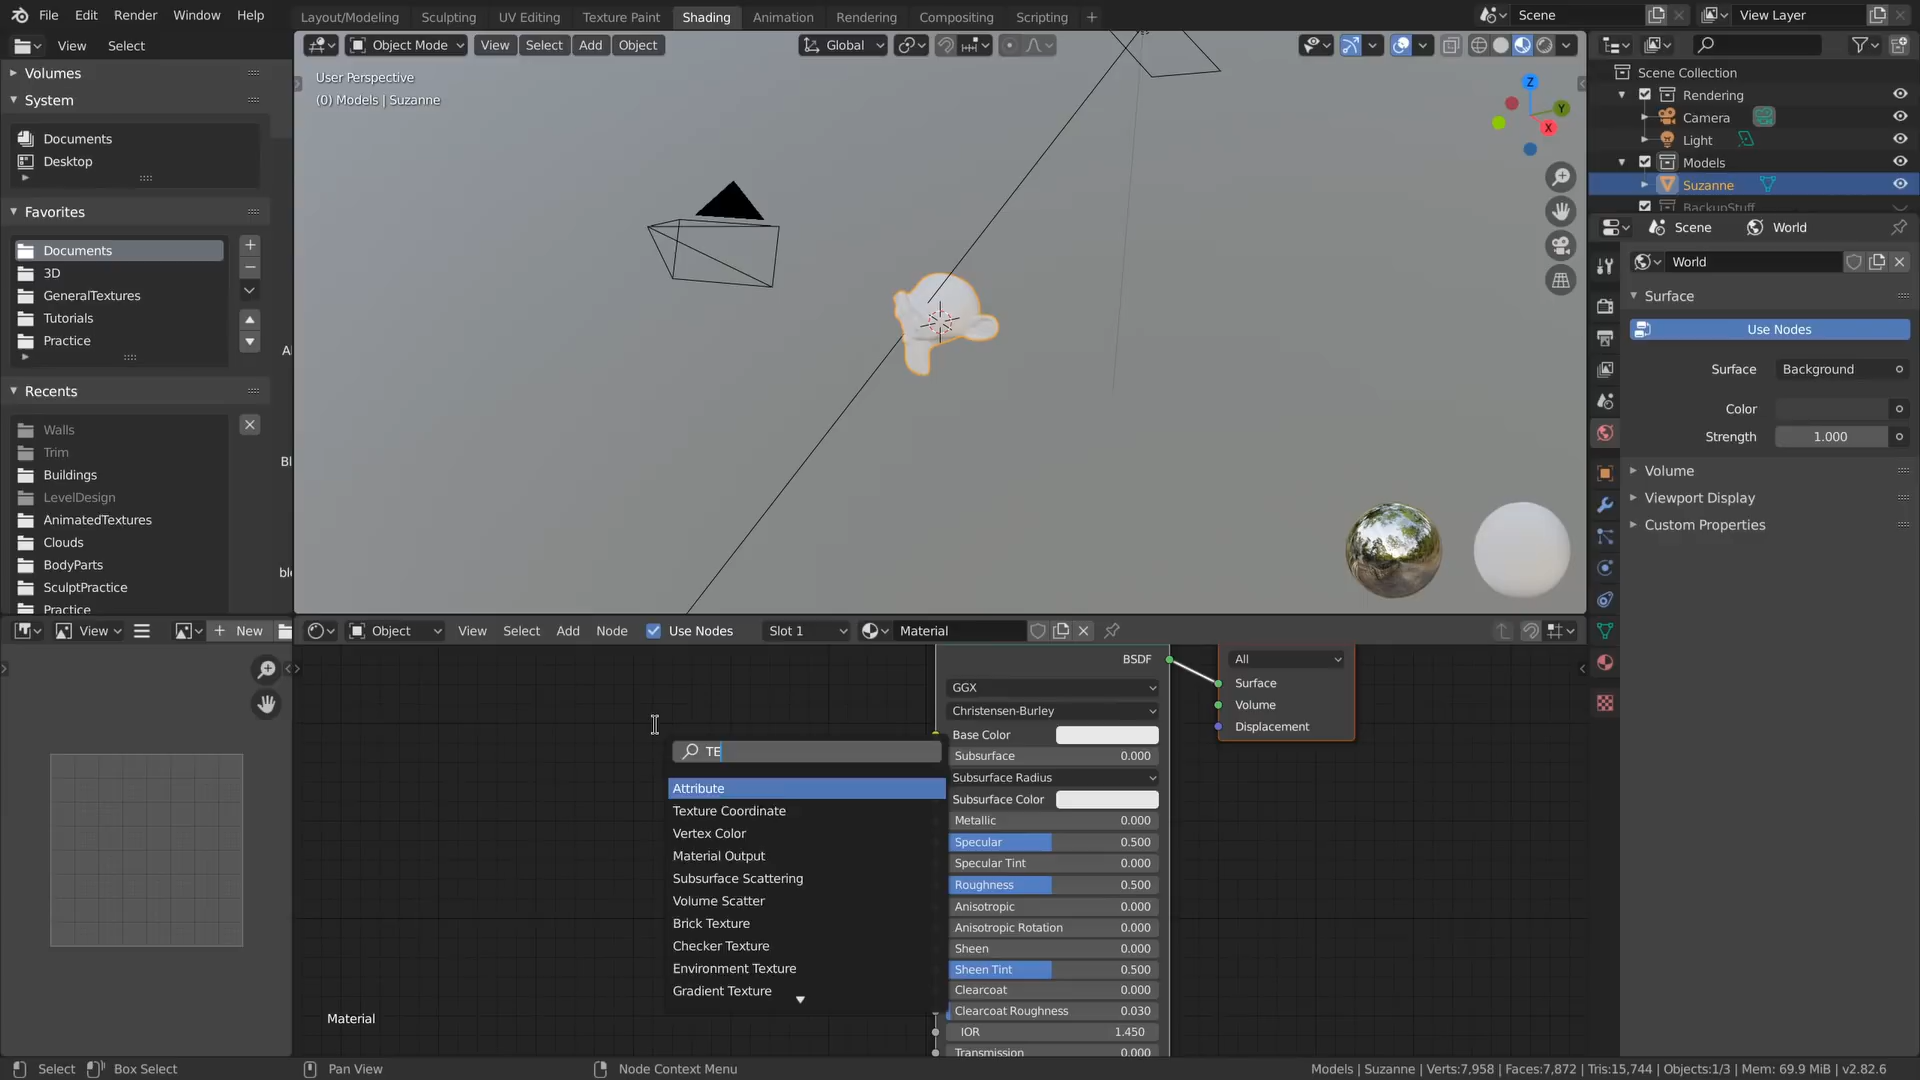 File Edit Render Window Help Layout/Modeling Sculpting UV Editing Texture Paint Shading Animation Rendering Compositing Scripting + Scene View Layer
View Select
Object Mode View Select Add Object Global
Volumes
System
Documents
Desktop
Favorites
Documents
3D
GeneralTextures
Tutorials
Practice
Recents
Walls
Trim
Buildings
LevelDesign
AnimatedTextures
Clouds
BodyParts
SculptPractice
Practice
Al
Bl
ble
User Perspective
(0) Models | Suzanne
Z
Y
X
Scene Collection
Rendering
Camera
Light
Models
Suzanne
BackupStuff
Scene World
World
Surface
Use Nodes
Surface Background
Color
Strength 1.000
Volume
Viewport Display
Custom Properties
View + New
Object View Select Add Node Use Nodes Slot 1 Material
TE
Attribute
Texture Coordinate
Vertex Color
Material Output
Subsurface Scattering
Volume Scatter
Brick Texture
Checker Texture
Environment Texture
Gradient Texture
BSDF
GGX
Christensen-Burley
Base Color
Subsurface 0.000
Subsurface Radius
Subsurface Color
Metallic 0.000
Specular 0.500
Specular Tint 0.000
Roughness 0.500
Anisotropic 0.000
Anisotropic Rotation 0.000
Sheen 0.000
Sheen Tint 0.500
Clearcoat 0.000
Clearcoat Roughness 0.030
IOR 1.450
Transmission 0.000
All
Surface
Volume
Displacement
Material
Select Box Select Pan View Node Context Menu Models | Suzanne | Verts:7,958 | Faces:7,872 | Tris:15,744 | Objects:1/3 | Mem: 69.9 MiB | v2.82.6